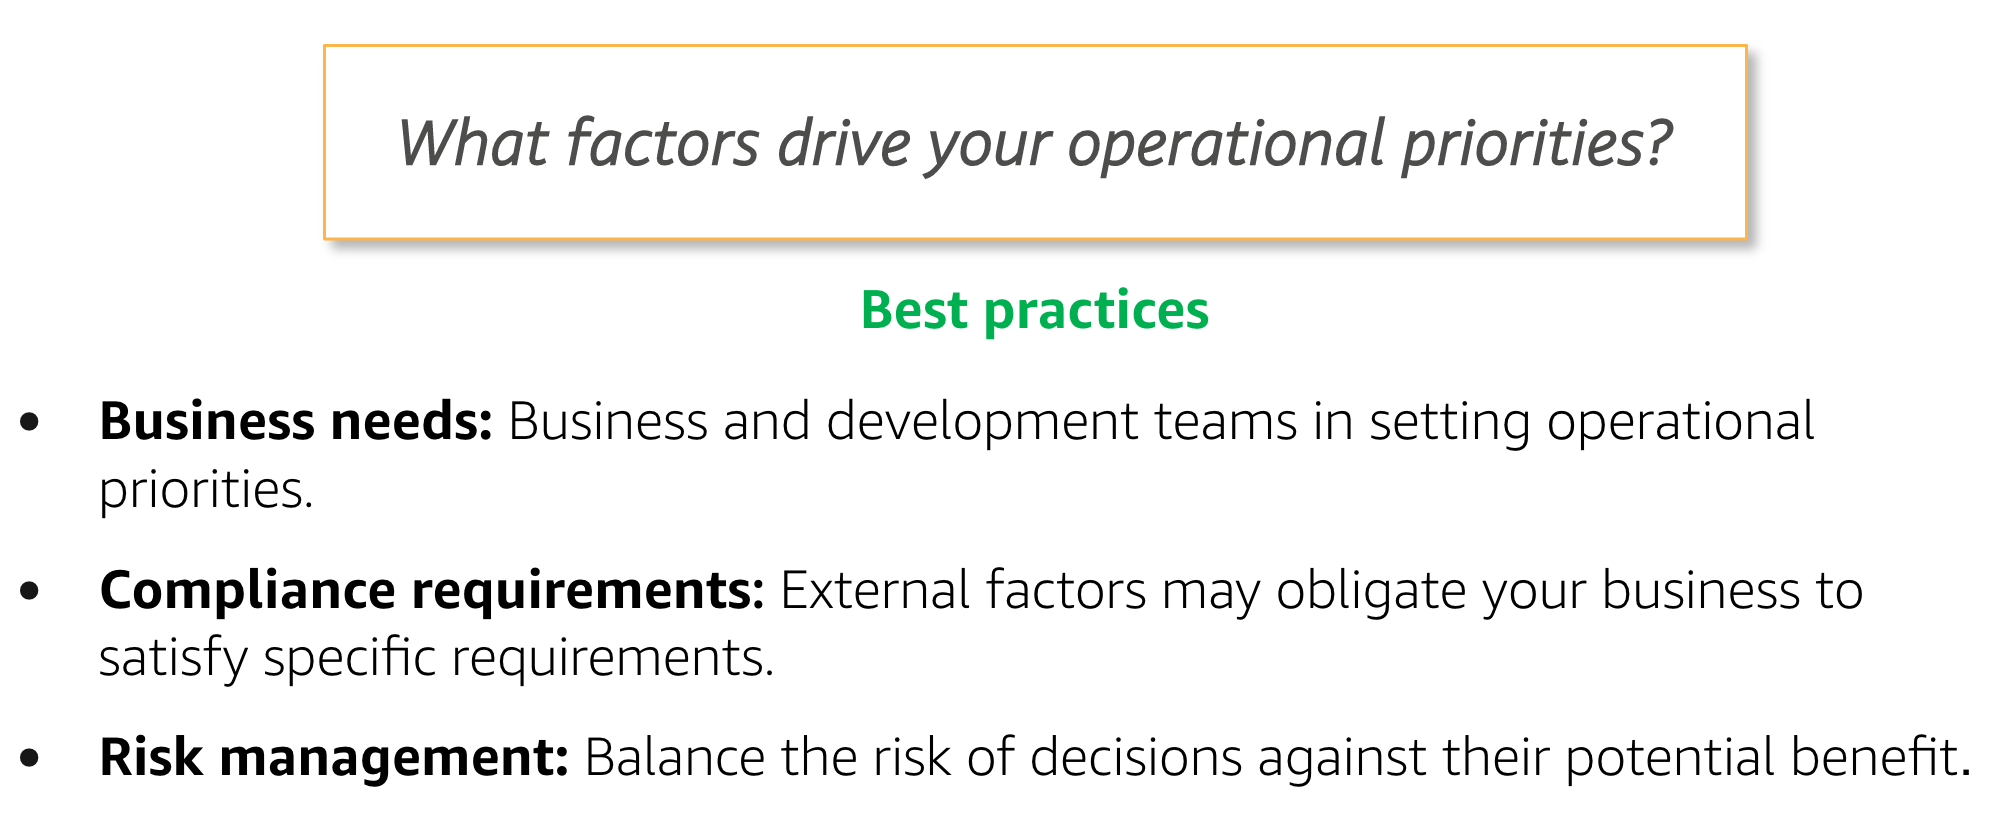 What factors drive your operational priorities?
Best practices
• Business needs: Business and development teams in setting operational
priorities.
• Compliance requirements: External factors may obligate your business to
satisfy specific requirements.
• Risk management: Balance the risk of decisions against their potential benefit.